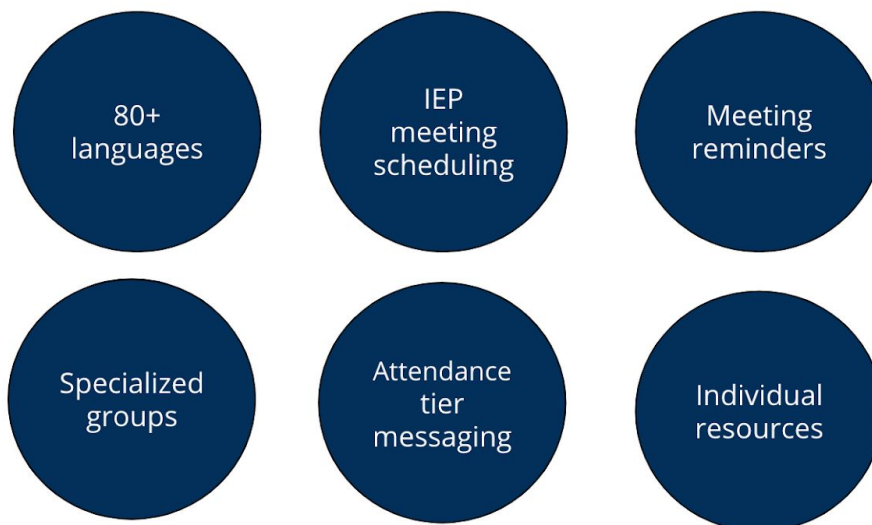 80+
languages
IEP
meeting
scheduling
Meeting
reminders
Specialized
groups
Attendance
tier
messaging
Individual
resources